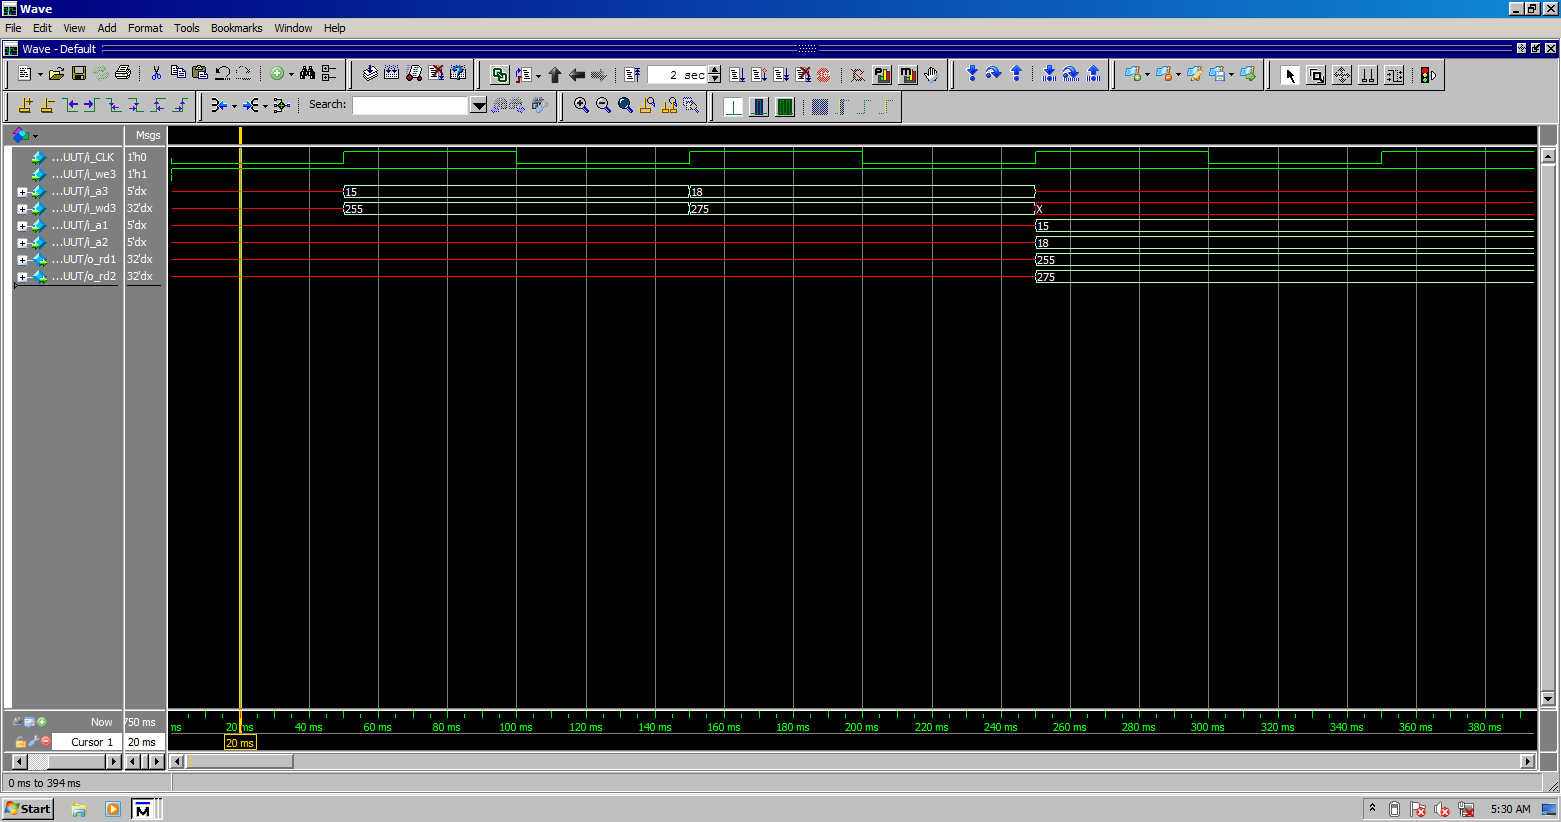 Wave
File Edit View Add Format Tools Bookmarks Window Help
Wave - Default
2 sec
Search:
Msgs
...UUT/i_CLK 1'h0
...UUT/i_we3 1'h1
...UUT/i_a3 5'dx 15 18
...UUT/i_wd3 32'dx 255 275 X
...UUT/i_a1 5'dx 15
...UUT/i_a2 5'dx 18
...UUT/o_rd1 32'dx 255
...UUT/o_rd2 32'dx 275
Now 750 ms ms 20 ms 40 ms 60 ms 80 ms 100 ms 120 ms 140 ms 160 ms 180 ms 200 ms 220 ms 240 ms 260 ms 280 ms 300 ms 320 ms 340 ms 360 ms 380 ms
Cursor 1 20 ms 20 ms
0 ms to 394 ms
Start M 5:30 AM